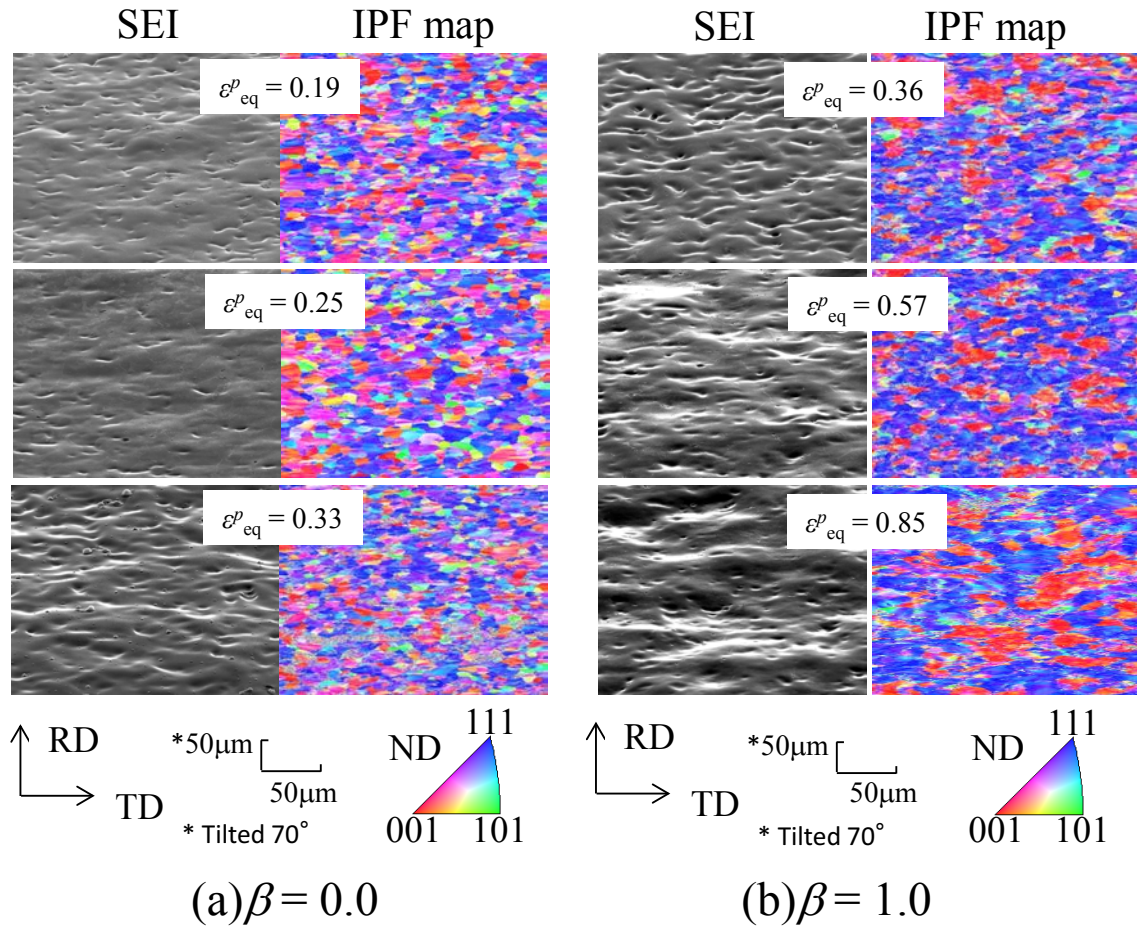 SEI IPF map
εᵖeq = 0.19
εᵖeq = 0.25
εᵖeq = 0.33
RD
TD
*50μm
50μm
* Tilted 70°
ND
111
001
101
(a)β = 0.0
SEI IPF map
εᵖeq = 0.36
εᵖeq = 0.57
εᵖeq = 0.85
RD
TD
*50μm
50μm
* Tilted 70°
ND
111
001
101
(b)β = 1.0